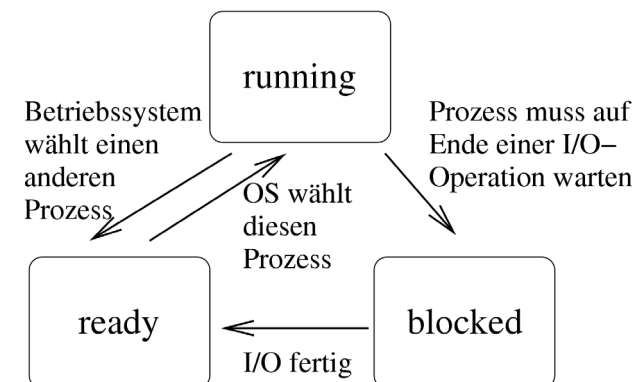 running
Betriebssystem
wählt einen
anderen
Prozess
Prozess muss auf
Ende einer I/O–
Operation warten
OS wählt
diesen
Prozess
ready
blocked
I/O fertig